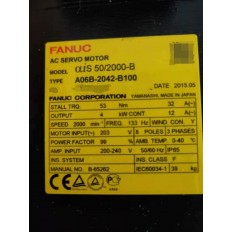 FANUC
AC SERVO MOTOR
MODEL αiS 50/2000-B
TYPE A06B-2042-B100
DATE 2015.05
FANUC CORPORATION YAMANASHI, MADE IN JAPAN
STALL TRQ. 53 Nm 32 A(~)
OUTPUT 4 kW CONT 12 A(~)
SPEED 2000 min⁻¹ FREQ. 133 Hz WINDING CON. Y
MOTOR INPUT (~) 203 V 8 POLES 3 PHASES
POWER FACTOR 99 % AMB. TEMP. 0-40 °C
AMP INPUT 200-240 V 50/60 Hz IP65
INS. SYSTEM INS. CLASS F
MANUAL B-65262 IEC60034-1 39 kg